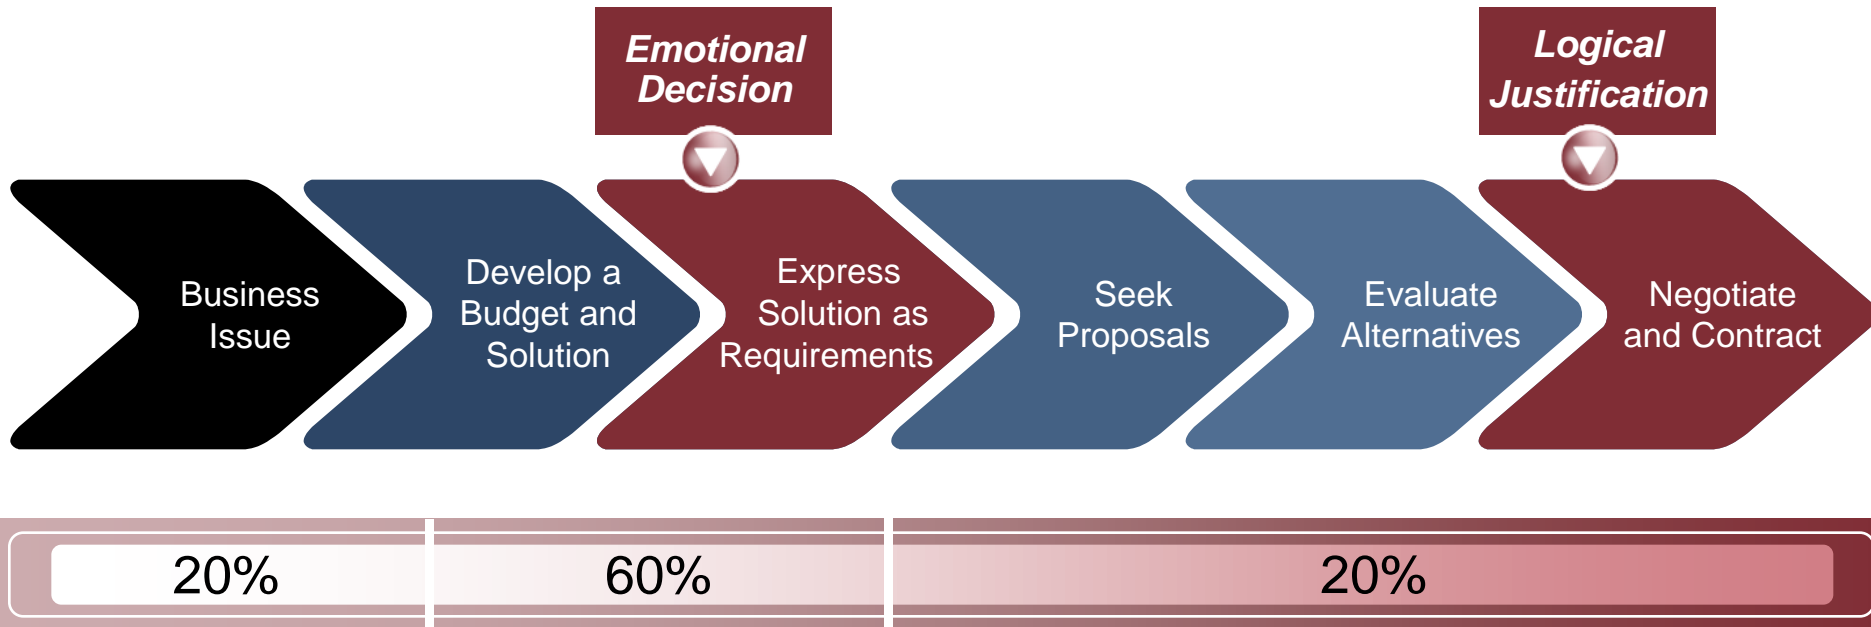 Emotional
Decision
Logical
Justification
Business
Issue
Develop a
Budget and
Solution
Express
Solution as
Requirements
Seek
Proposals
Evaluate
Alternatives
Negotiate
and Contract
20%
60%
20%